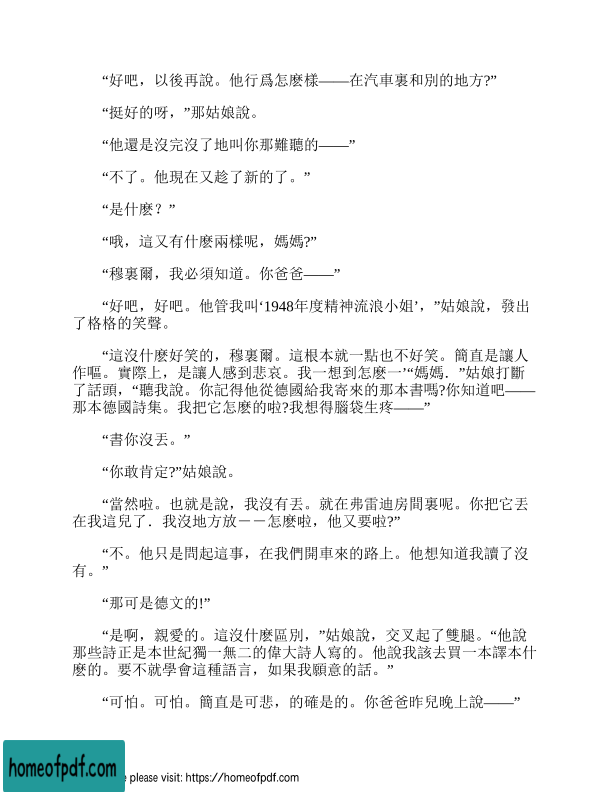 “好吧，以後再說。他行爲怎麽樣——在汽車裏和別的地方?”
“挺好的呀，”那姑娘說。
“他還是沒完沒了地叫你那難聽的——”
“不了。他現在又趁了新的了。”
“是什麽？”
“哦，這又有什麽兩樣呢，媽媽?”
“穆裏爾，我必須知道。你爸爸——”
“好吧，好吧。他管我叫‘1948年度精神流浪小姐’，”姑娘說，發出
了格格的笑聲。
“這沒什麽好笑的，穆裏爾。這根本就一點也不好笑。簡直是讓人
作嘔。實際上，是讓人感到悲哀。我一想到怎麽一’“媽媽．”姑娘打斷
了話頭，“聽我說。你記得他從德國給我寄來的那本書嗎?你知道吧——
那本德國詩集。我把它怎麽的啦?我想得腦袋生疼——”
“書你沒丟。”
“你敢肯定?”姑娘說。
“當然啦。也就是說，我沒有丟。就在弗雷迪房間裏呢。你把它丟
在我這兒了．我沒地方放－－怎麽啦，他又要啦?”
“不。他只是問起這事，在我們開車來的路上。他想知道我讀了沒
有。”
“那可是德文的!”
“是啊，親愛的。這沒什麽區別，”姑娘說，交叉起了雙腿。“他說
那些詩正是本世紀獨一無二的偉大詩人寫的。他說我該去買一本譯本什
麽的。要不就學會這種語言，如果我願意的話。”
“可怕。可怕。簡直是可悲，的確是的。你爸爸昨兒晚上說——”
homeofpdf.com
e please visit: https://homeofpdf.com